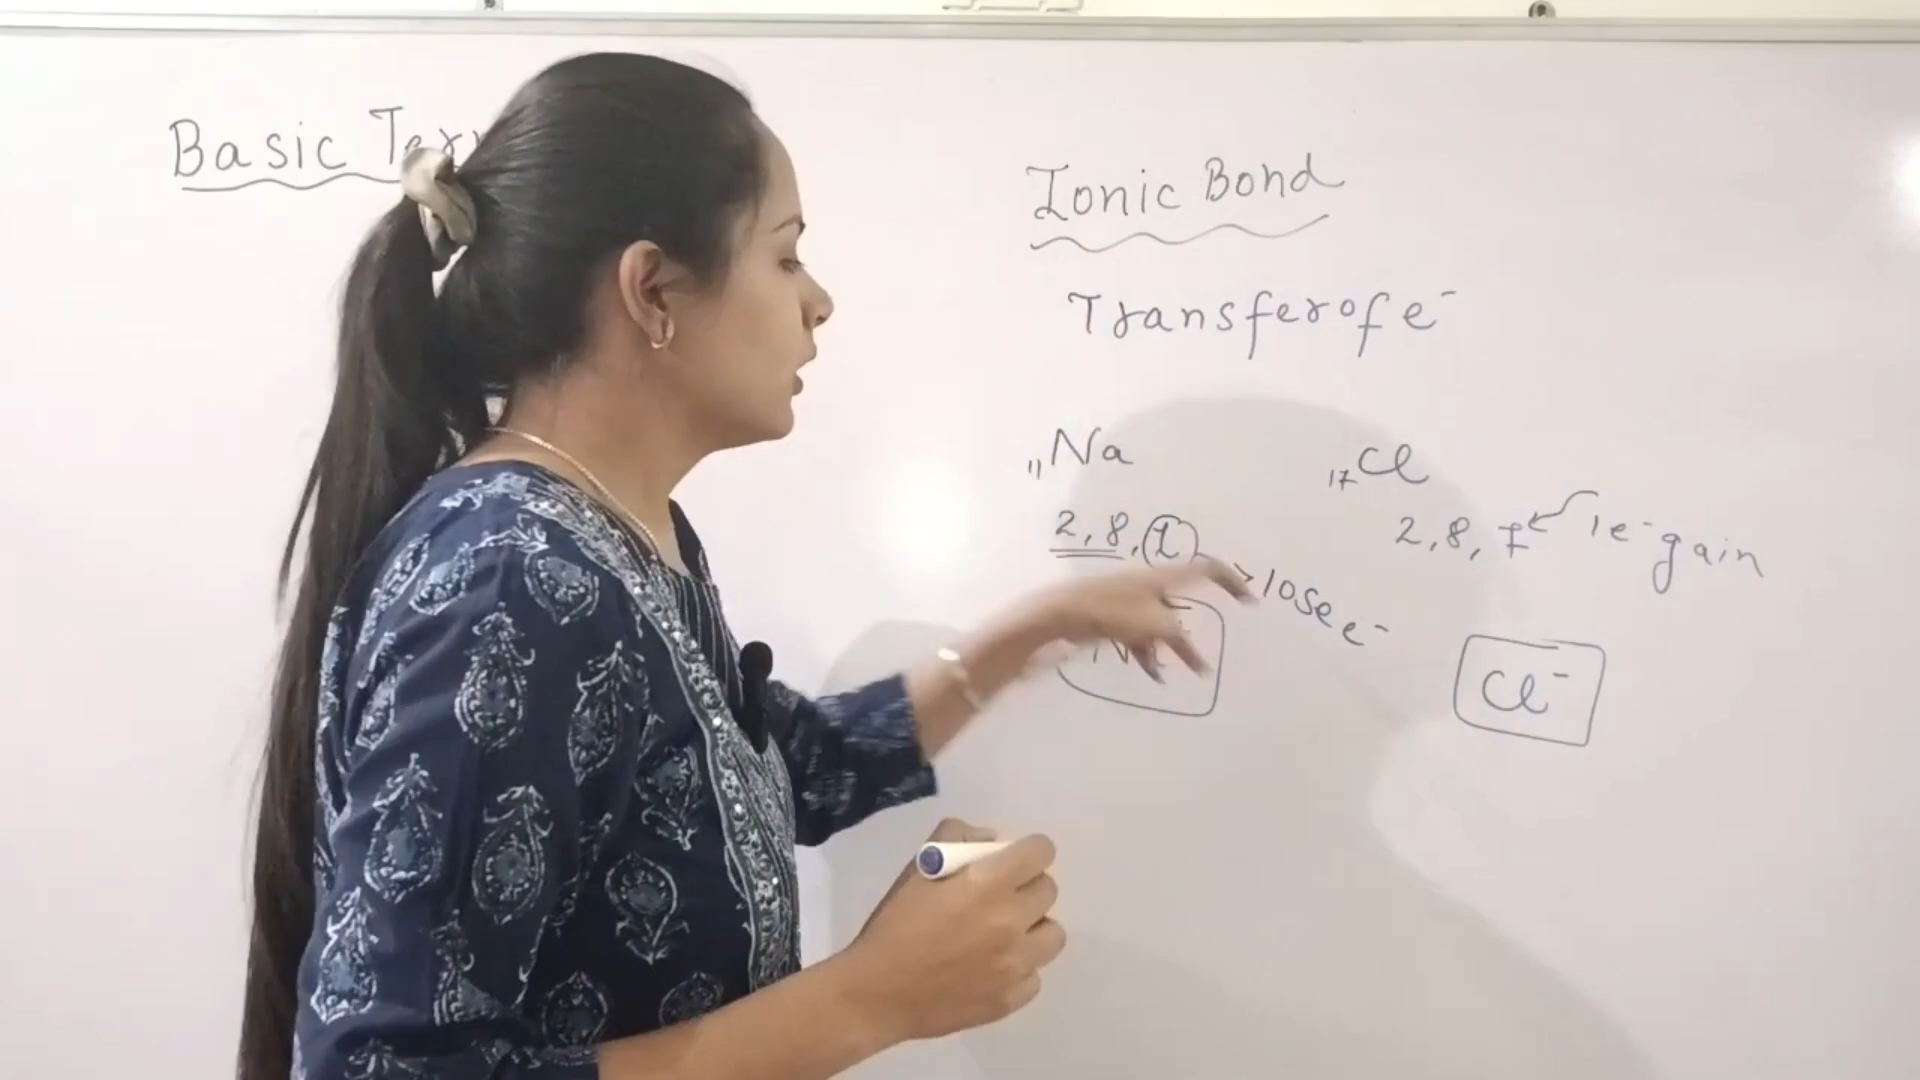 Basic
Ionic Bond
Transfer of e⁻
₁₁Na ₁₇Cl
2, 8, 1 2, 8, 7 1e⁻ gain
lose e⁻
Cl⁻